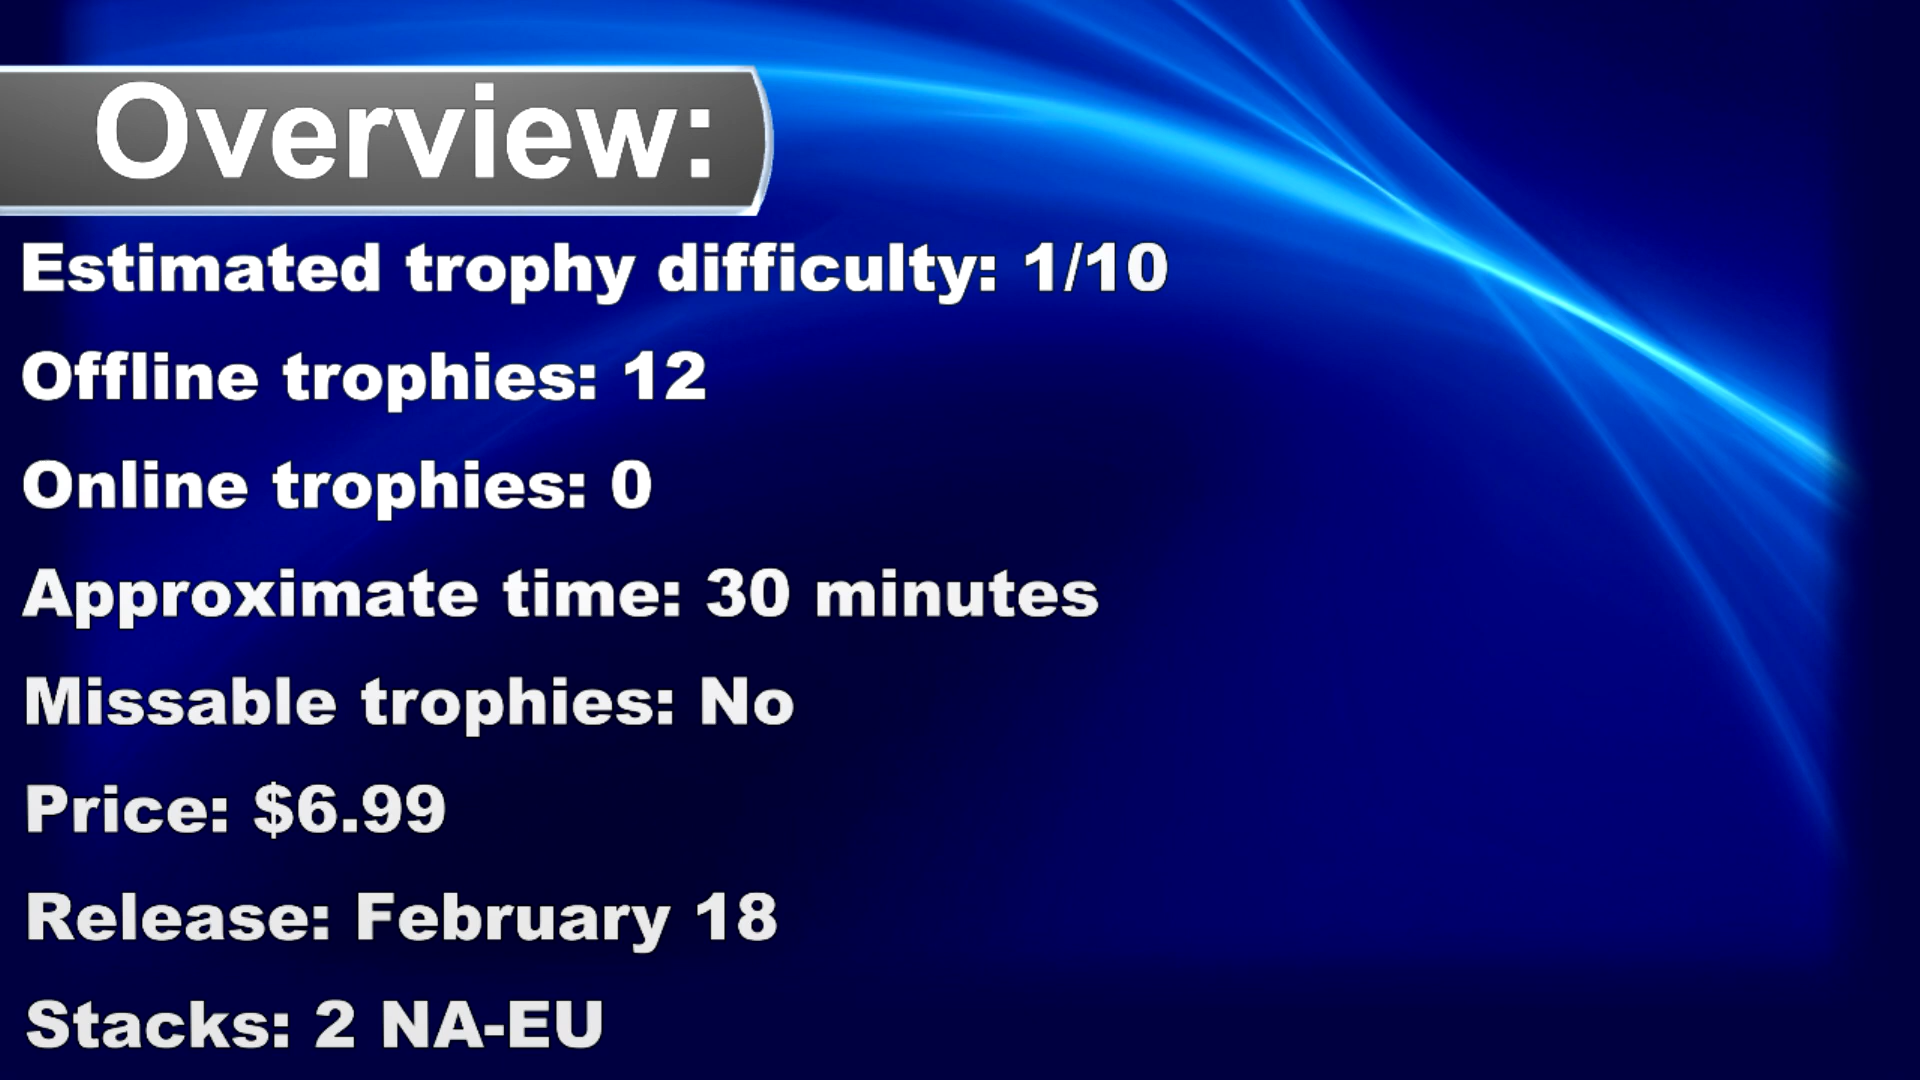 Overview:
Estimated trophy difficulty: 1/10
Offline trophies: 12
Online trophies: 0
Approximate time: 30 minutes
Missable trophies: No
Price: $6.99
Release: February 18
Stacks: 2 NA-EU